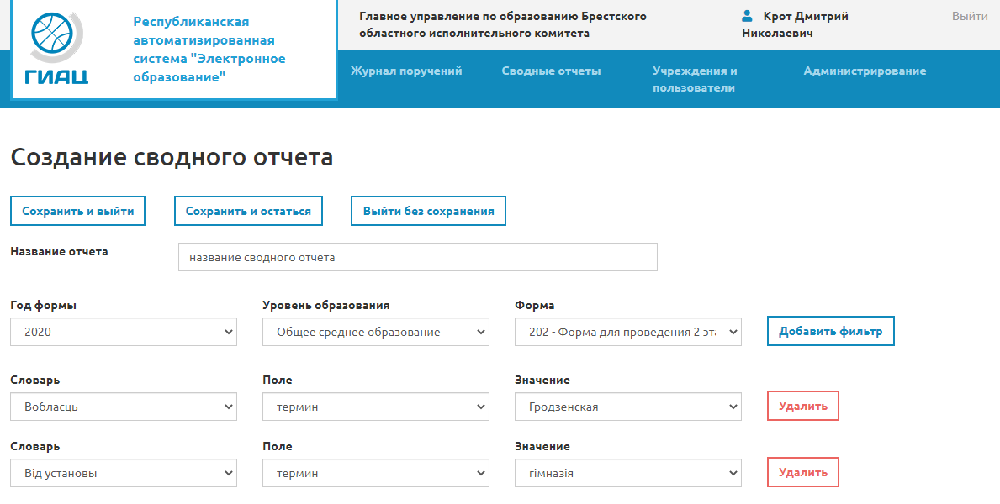 ГИАЦ
Республиканская
автоматизированная
система "Электронное
образование"
Главное управление по образованию Брестского
областного исполнительного комитета
Крот Дмитрий
Николаевич
Выйти
Журнал поручений
Сводные отчеты
Учреждения и
пользователи
Администрирование
Создание сводного отчета
Сохранить и выйти
Сохранить и остаться
Выйти без сохранения
Название отчета
название сводного отчета
Год формы
Уровень образования
Форма
2020
Общее среднее образование
202 - Форма для проведения 2 эта
Добавить фильтр
Словарь
Поле
Значение
Вобласць
термин
Гродзенская
Удалить
Словарь
Поле
Значение
Від установы
термин
гімназія
Удалить